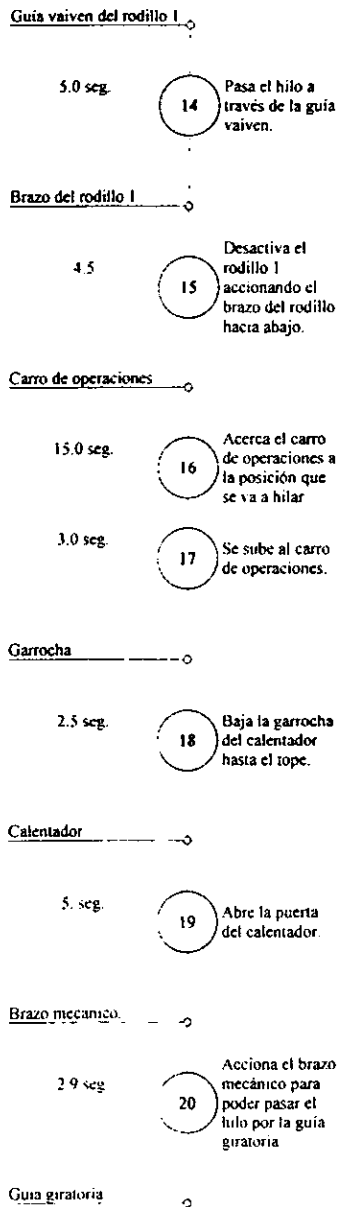 Guía vaiven del rodillo 1
5.0 seg.
14
Pasa el hilo a
través de la guía
vaiven.
Brazo del rodillo 1
4.5
15
Desactiva el
rodillo 1
accionando el
brazo del rodillo
hacia abajo.
Carro de operaciones
15.0 seg.
16
Acerca el carro
de operaciones a
la posición que
se va a hilar
3.0 seg.
17
Se sube al carro
de operaciones.
Garrocha
2.5 seg.
18
Baja la garrocha
del calentador
hasta el tope.
Calentador
5. seg.
19
Abre la puerta
del calentador.
Brazo mecanico.
2 9 seg
20
Acciona el brazo
mecánico para
poder pasar el
hilo por la guía
giratoria
Guia giratoria